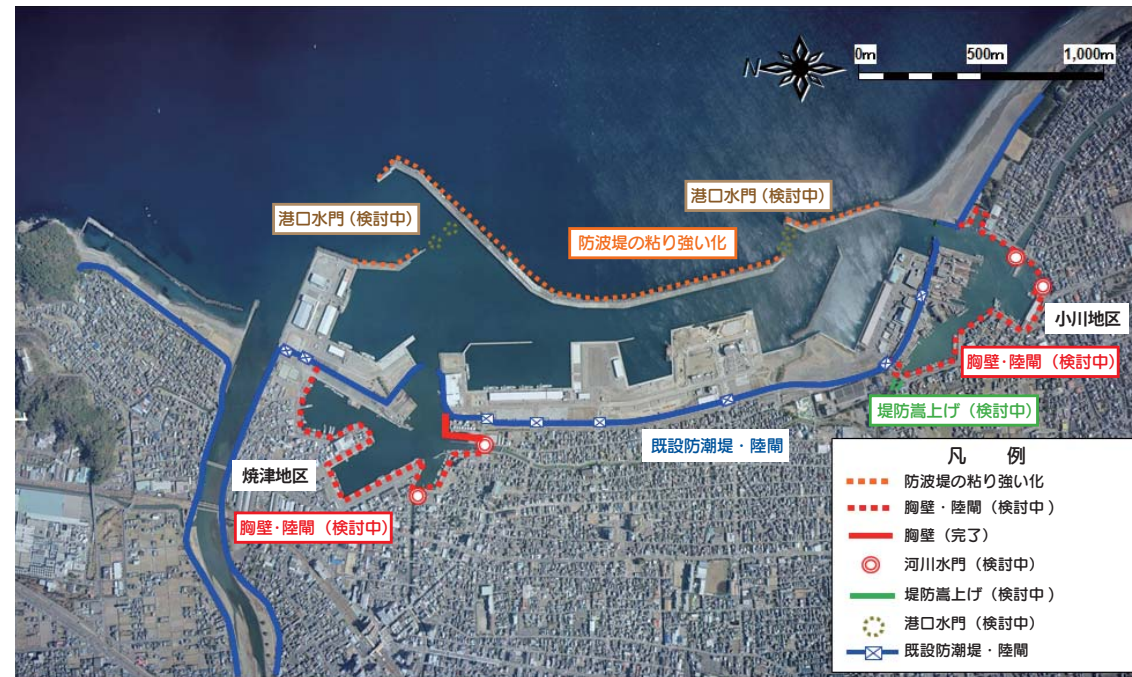 N
0m 500m 1,000m
港口水門（検討中）
港口水門（検討中）
防波堤の粘り強い化
小川地区
胸壁・陸閘（検討中）
堤防嵩上げ（検討中）
既設防潮堤・陸閘
焼津地区
胸壁・陸閘（検討中）
凡 例
防波堤の粘り強い化
胸壁・陸閘（検討中）
胸壁（完了）
河川水門（検討中）
堤防嵩上げ（検討中）
港口水門（検討中）
既設防潮堤・陸閘